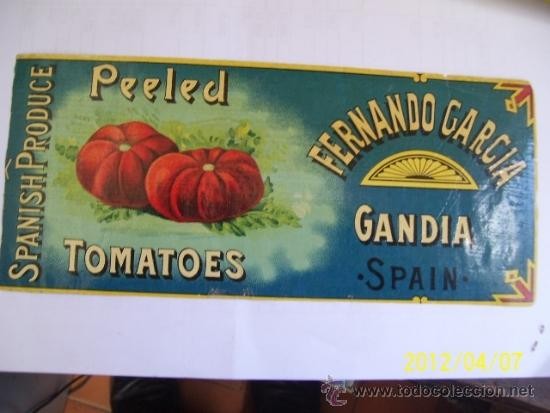 SPANISH PRODUCE
Peeled
TOMATOES
FERNANDO GARCIA
GANDIA
·SPAIN·
2012/04/07
www.todocoleccion.net